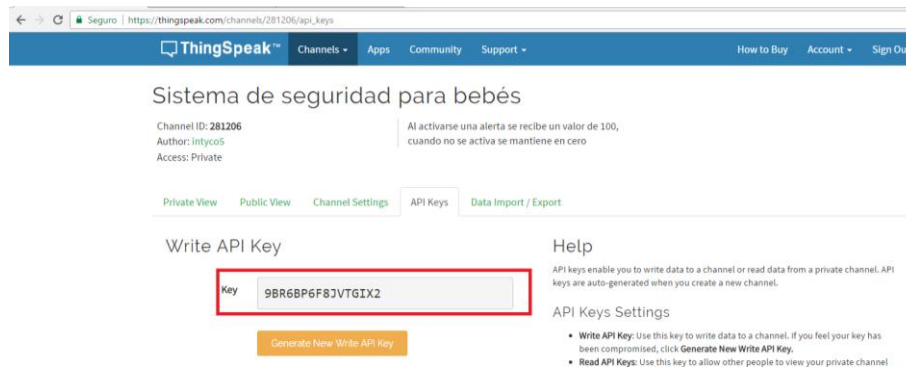 Seguro | https://thingspeak.com/channels/281206/api_keys
ThingSpeak™ Channels Apps Community Support How to Buy Account Sign Ou
Sistema de seguridad para bebés
Channel ID: 281206
Author: intyco5
Access: Private
Al activarse una alerta se recibe un valor de 100,
cuando no se activa se mantiene en cero
Private View Public View Channel Settings API Keys Data Import / Export
Write API Key
Key 9BR6BP6F8JVTGIX2
Generate New Write API Key
Help
API keys enable you to write data to a channel or read data from a private channel. API
keys are auto-generated when you create a new channel.
API Keys Settings
• Write API Key: Use this key to write data to a channel. If you feel your key has
been compromised, click Generate New Write API Key.
• Read API Keys: Use this key to allow other people to view your private channel